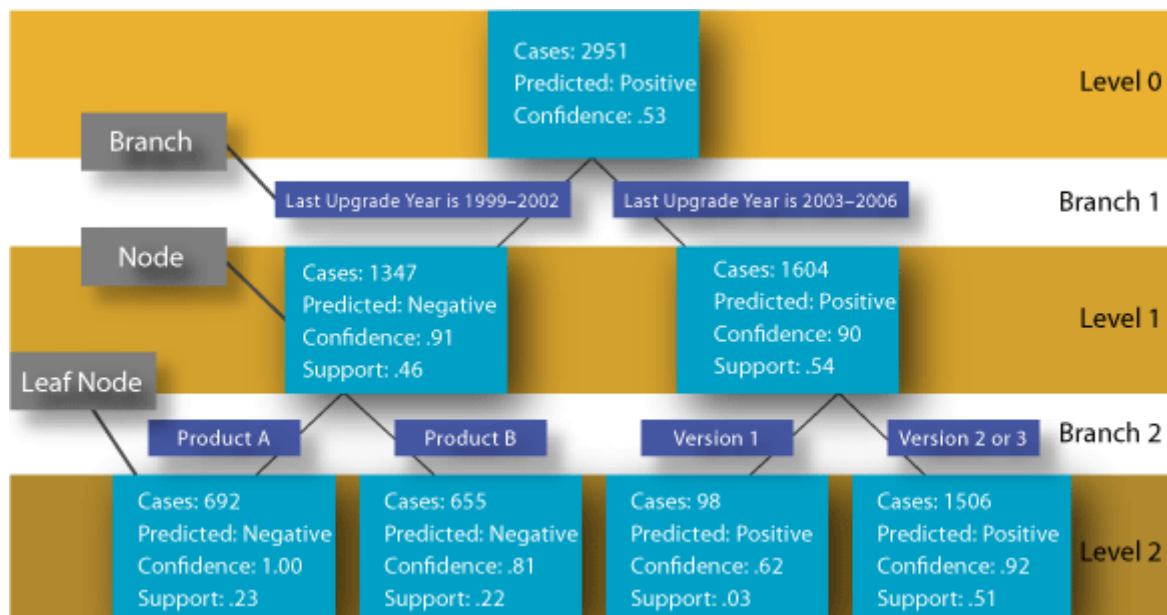 Cases: 2951
Predicted: Positive
Confidence: .53
Level 0
Branch
Last Upgrade Year is 1999–2002
Last Upgrade Year is 2003–2006
Branch 1
Node
Cases: 1347
Predicted: Negative
Confidence: .91
Support: .46
Cases: 1604
Predicted: Positive
Confidence: 90
Support: .54
Level 1
Leaf Node
Product A
Product B
Version 1
Version 2 or 3
Branch 2
Cases: 692
Predicted: Negative
Confidence: 1.00
Support: .23
Cases: 655
Predicted: Negative
Confidence: .81
Support: .22
Cases: 98
Predicted: Positive
Confidence: .62
Support: .03
Cases: 1506
Predicted: Positive
Confidence: .92
Support: .51
Level 2